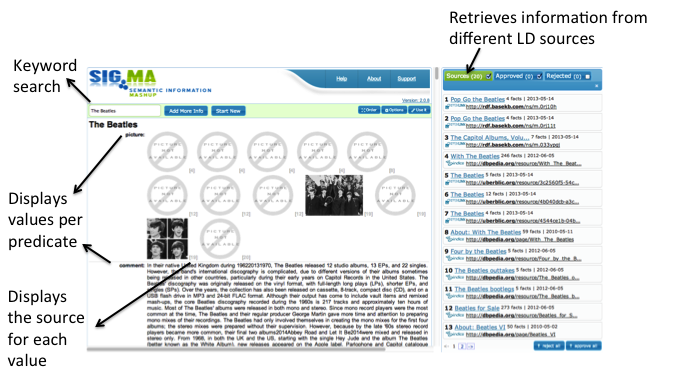 Retrieves information from
different LD sources
Keyword
search
Displays
values per
predicate
Displays
the source
for each
value
SIG.MA
SEMANTIC INFORMATION
MASHUP
Help About Support
Version: 2.0.8
The Beatles Add More Info Start New Order Options Use It
The Beatles
picture:
PICTURE NOT AVAILABLE
comment: In their native United Kingdom during 196220131970, The Beatles released 12 studio albums, 13 EPs, and 22 singles.
However, the band's international discography is complicated, due to different versions of their albums sometimes
being released in other countries, particularly during their early years on Capitol Records in the United States. The
Beatles' discography was originally released on the vinyl format, with full-length long plays (LPs), shorter EPs, and
singles (SPs). Over the years, the collection has also been released on cassette, 8-track, compact disc (CD), and on a
USB flash drive in MP3 and 24-bit FLAC format. Although their output has come to include vault items and remixed
mash-ups, the core Beatles discography recorded during the 1960s is 217 tracks and approximately ten hours of
music. Most of The Beatles' albums were released in both mono and stereo. Since mono record players were the most
common at the time, The Beatles and their regular producer George Martin gave more time and attention to preparing
mono mixes of their recordings. The Beatles had only involved themselves in creating the mono mixes for the first four
albums; the stereo mixes were prepared without their supervision. However, because by the late '60s stereo record
players became more common, their final two albums2014Abbey Road and Let It Be2014were mixed and released in
stereo only. From 1968, in both the UK and the US, starting with the single Hey Jude and the album The Beatles
(better known as the White Album), new releases appeared on the Apple label. Parlophone and Capitol catalogue
Sources (20) Approved (0) Rejected (0)
1 Pop Go the Beatles 4 facts | 2013-05-14
http://rdf.basekb.com/ns/m.0rj10h
2 Pop Go the Beatles 4 facts | 2013-05-14
http://rdf.basekb.com/ns/m.0rj11t
3 The Capitol Albums, Volu... 7 facts | 2013-05-14
http://rdf.basekb.com/ns/m.033vpqj
4 With The Beatles 246 facts | 2012-06-05
http://dbpedia.org/resource/With_The_Beat...
5 The Beatles 5 facts | 2013-05-14
http://uberblic.org/resource/3c2560f5-54c...
6 The Beatles 12 facts | 2013-05-14
http://uberblic.org/resource/4b040ddb-a3c...
7 The Beatles 4 facts | 2013-05-14
http://uberblic.org/resource/4544ce1b-04b...
8 About: With The Beatles 59 facts | 2010-05-11
http://dbpedia.org/page/With_The_Beatles
9 Four by the Beatles 5 facts | 2012-06-05
http://dbpedia.org/resource/Four_by_the_B...
10 The Beatles outtakes 5 facts | 2012-06-05
http://dbpedia.org/resource/The_Beatles_o...
11 The Beatles bootlegs 5 facts | 2012-06-05
http://dbpedia.org/resource/The_Beatles_b...
12 Beatles for Sale 273 facts | 2012-06-05
http://dbpedia.org/resource/Beatles_for_S...
13 About: Beatles VI 50 facts | 2010-05-02
http://dbpedia.org/page/Beatles_VI
1 2 reject all approve all